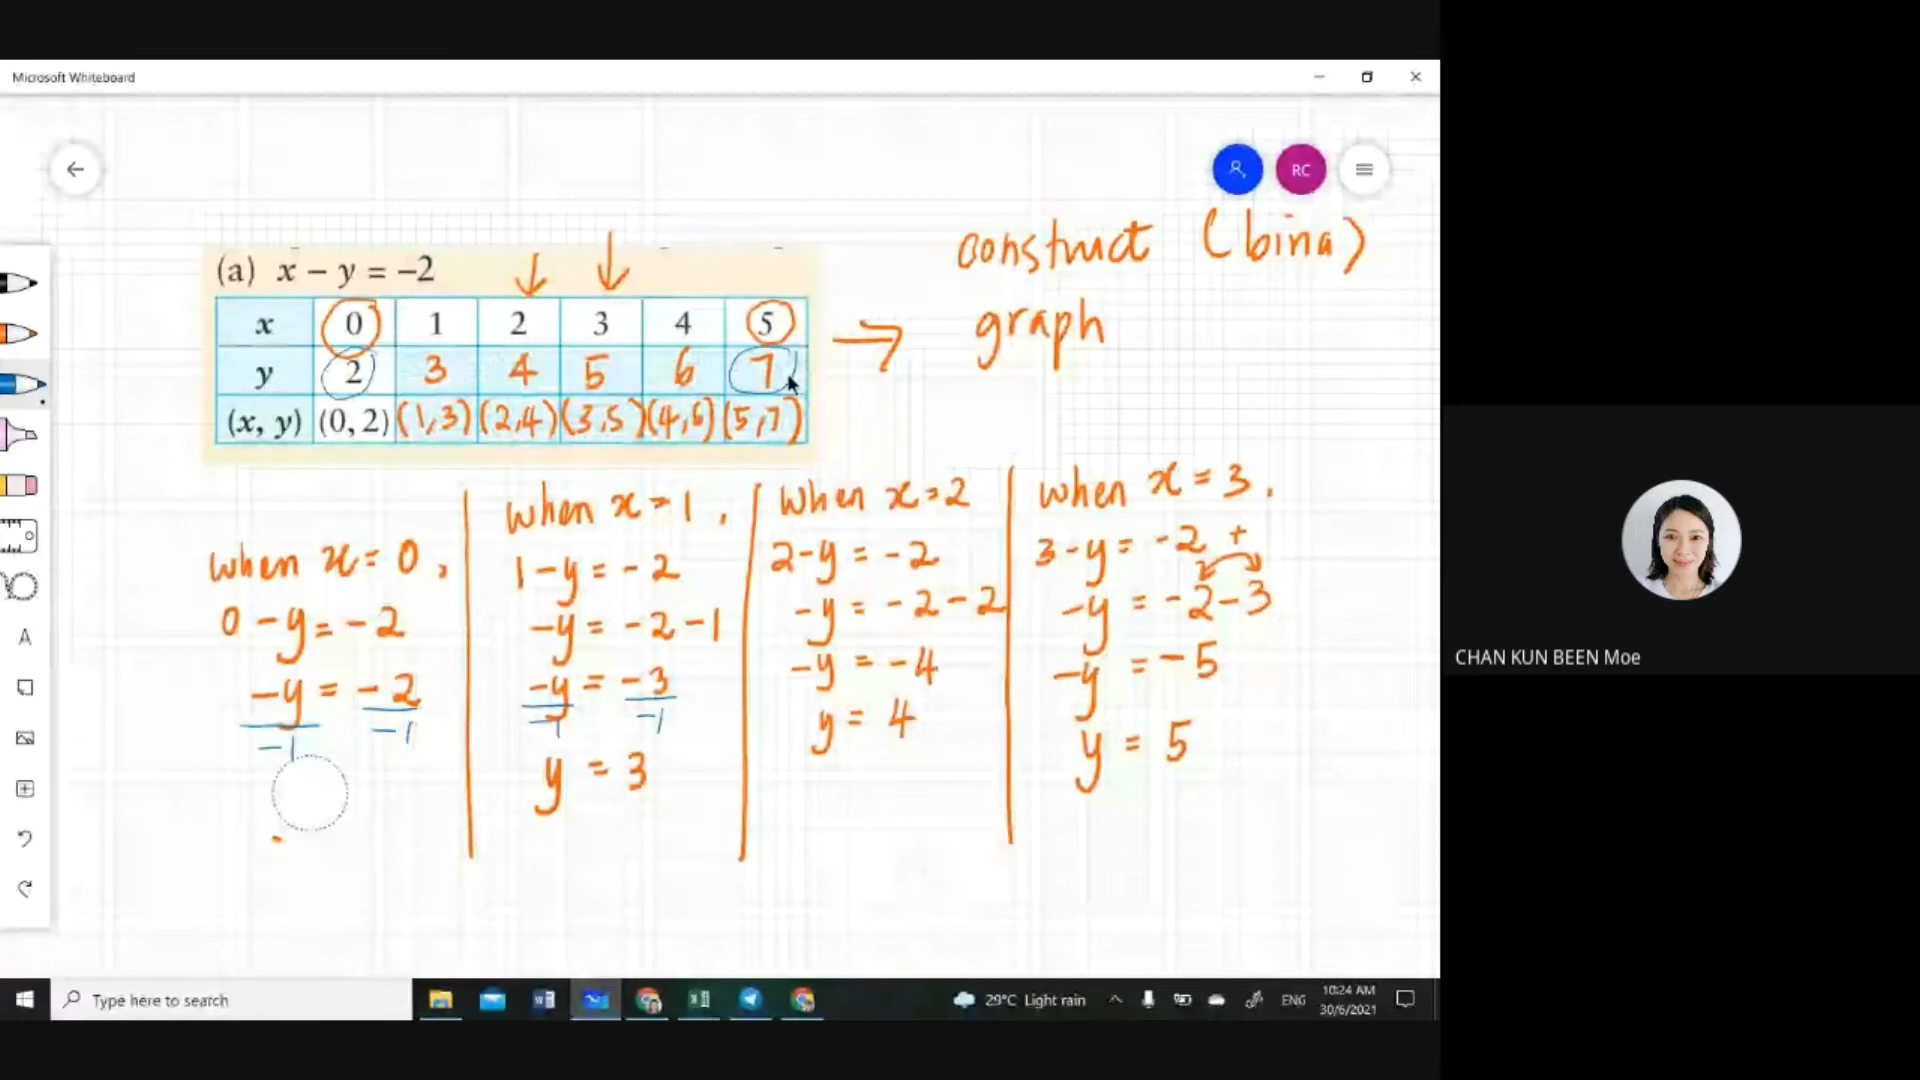 Microsoft Whiteboard
RC
construct (bina)
graph
(a) x − y = −2
x 0 1 2 3 4 5
y 2 3 4 5 6 7
(x, y) (0, 2) (1,3) (2,4) (3,5) (4,6) (5,7)
when x = 0,
0 - y = -2
-y = -2
-1 -1
when x = 1,
1 - y = -2
-y = -2 - 1
-y = -3
-1 -1
y = 3
when x = 2
2 - y = -2
-y = -2 - 2
-y = -4
y = 4
when x = 3,
3 - y = -2 +
-y = -2 - 3
-y = -5
y = 5
CHAN KUN BEEN Moe
Type here to search
29°C Light rain
ENG
10:24 AM
30/6/2021